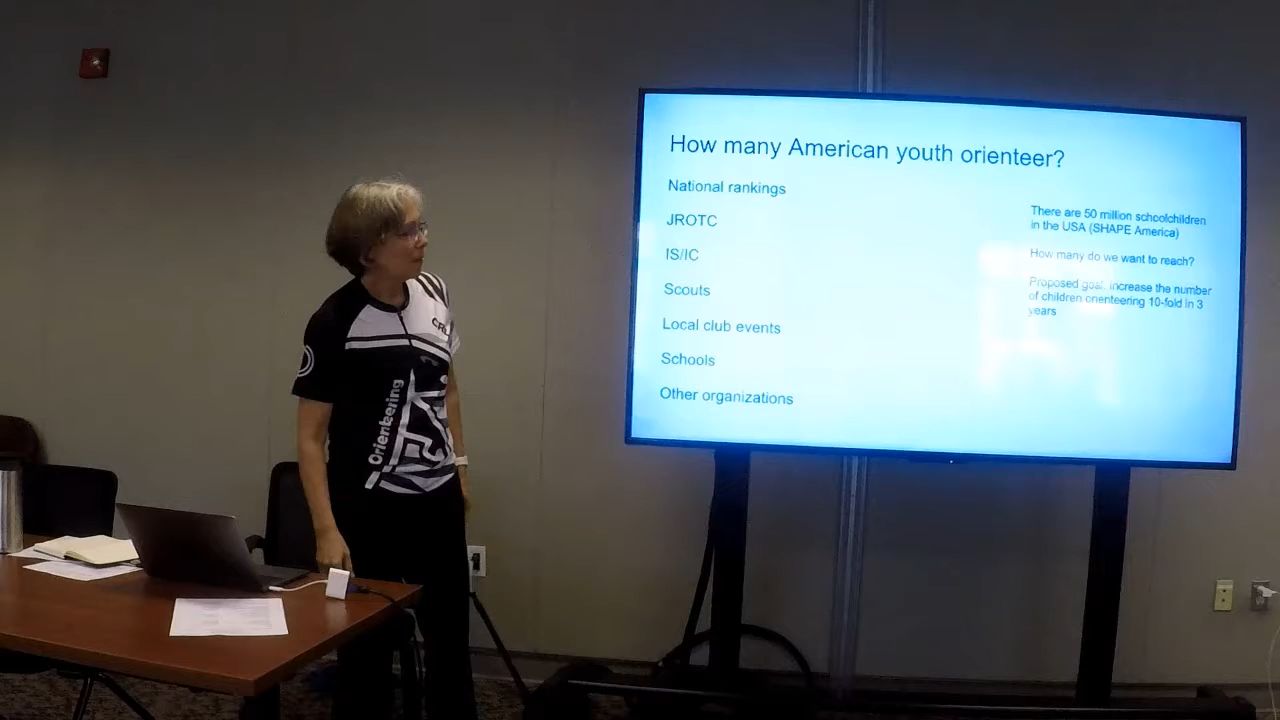 How many American youth orienteer?
National rankings
JROTC
IS/IC
Scouts
Local club events
Schools
Other organizations
There are 50 million schoolchildren
in the USA (SHAPE America)
How many do we want to reach?
Proposed goal: increase the number
of children orienteering 10-fold in 3
years
Orienteering